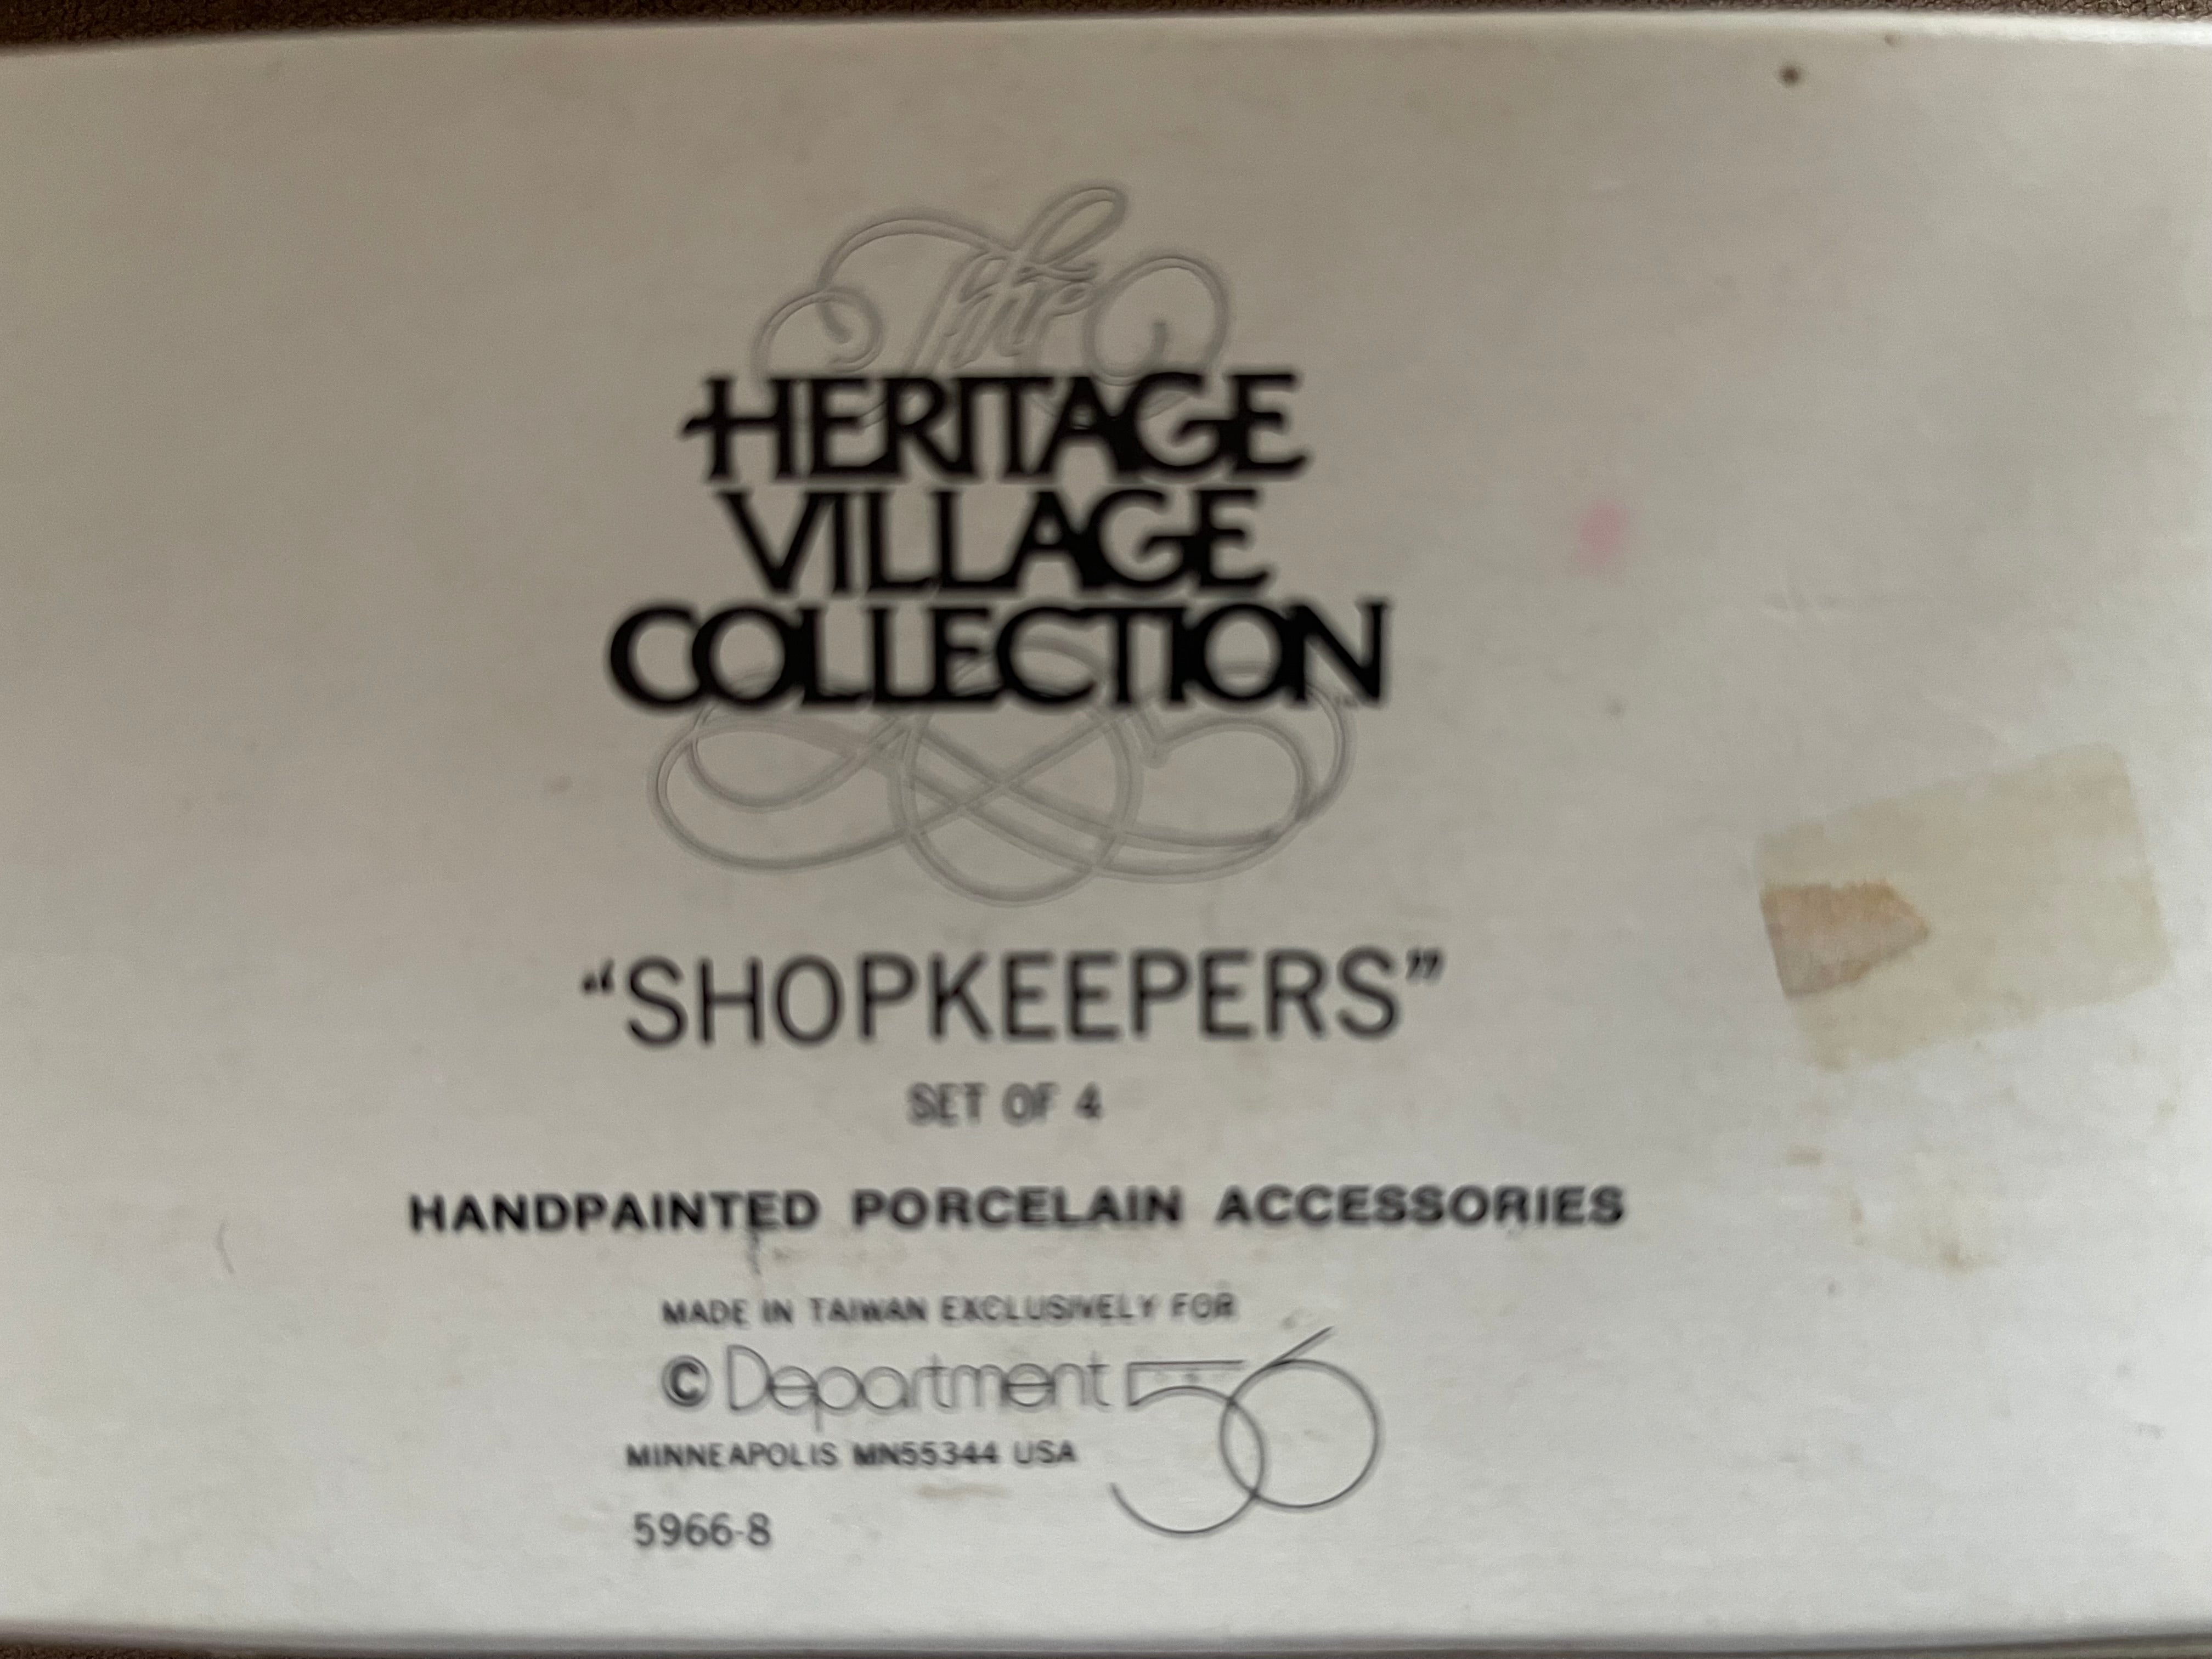 The
HERITAGE
VILLAGE
COLLECTION
“SHOPKEEPERS”
SET OF 4
HANDPAINTED PORCELAIN ACCESSORIES
MADE IN TAIWAN EXCLUSIVELY FOR
© Department 56
MINNEAPOLIS MN55344 USA
5966-8